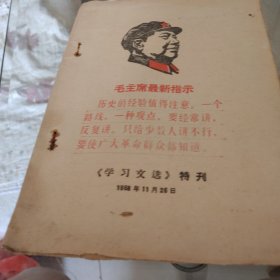 毛主席最新指示
历史的经验值得注意，一个
路线，一种观点，要经常讲，
反复讲。只给少数人讲不行，
要使广大革命群众都知道。
《学习文选》特刊
1968年11月26日